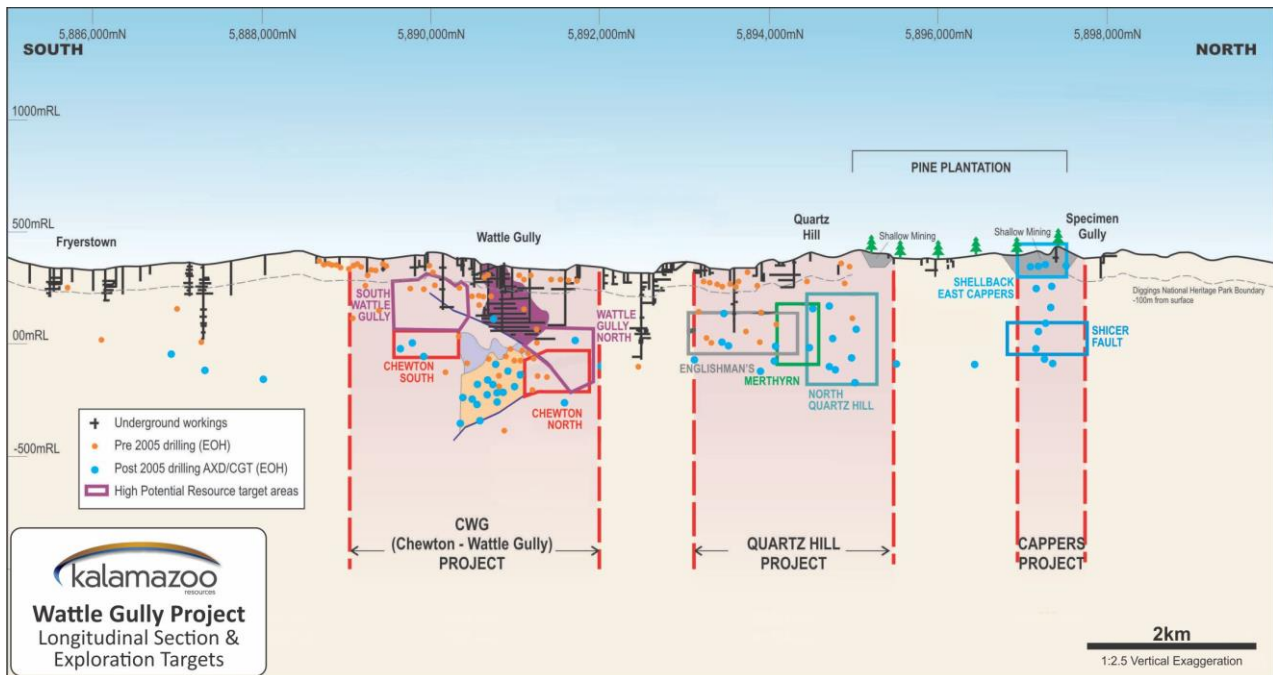 5,886,000mN
5,888,000mN
5,890,000mN
5,892,000mN
5,894,000mN
5,896,000mN
5,898,000mN
SOUTH
NORTH
1000mRL
PINE PLANTATION
500mRL
Fryerstown
Wattle Gully
Quartz
Hill
Shallow Mining
Shallow Mining
Specimen
Gully
SOUTH
WATTLE
GULLY
WATTLE
GULLY
NORTH
SHELLBACK
EAST CAPPERS
Diggings National Heritage Park Boundary
-100m from surface
00mRL
CHEWTON
SOUTH
ENGLISHMAN'S
MERTHYRN
NORTH
QUARTZ HILL
SHICER
FAULT
CHEWTON
NORTH
Underground workings
Pre 2005 drilling (EOH)
Post 2005 drilling AXD/CGT (EOH)
High Potential Resource target areas
-500mRL
CWG
(Chewton - Wattle Gully)
PROJECT
QUARTZ HILL
PROJECT
CAPPERS
PROJECT
kalamazoo
resources
Wattle Gully Project
Longitudinal Section &
Exploration Targets
2km
1:2.5 Vertical Exaggeration